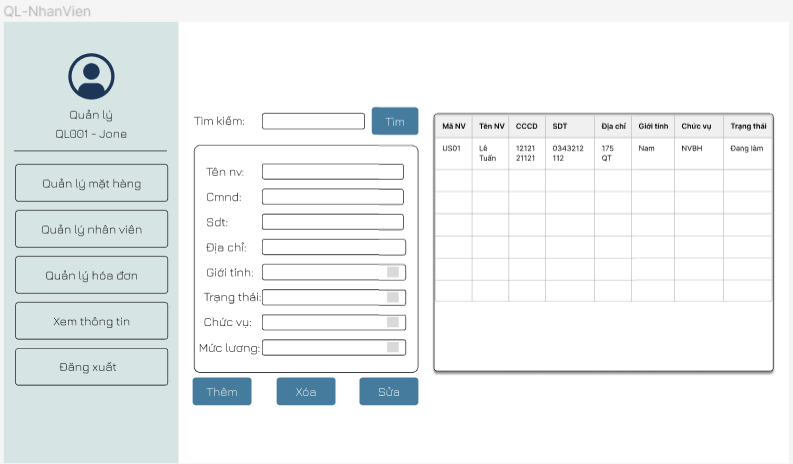 QL-NhanVien
Quản lý
QL001 - Jone
Quản lý mặt hàng
Quản lý nhân viên
Quản lý hóa đơn
Xem thông tin
Đăng xuất
Tìm kiếm:
Tìm
Tên nv:
Cmnd:
Sdt:
Địa chỉ:
Giới tính:
Trạng thái:
Chức vụ:
Mức lương:
Thêm Xóa Sửa
Mã NV Tên NV CCCD SDT Địa chỉ Giới tính Chức vụ Trạng thái
US01 Lê 12121 0343212 175 Nam NVBH Đang làm
Tuấn 21121 112 QT